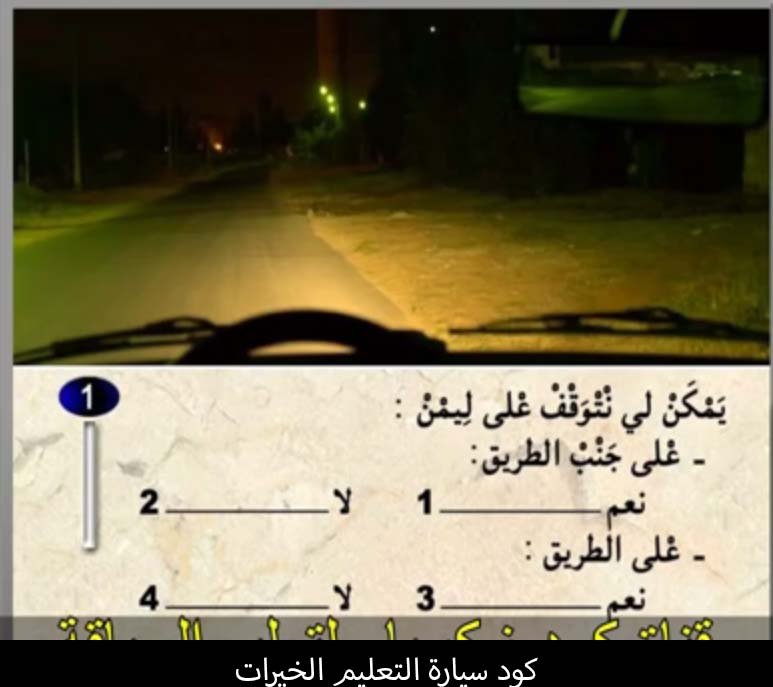 1
يَمْكَنْ لي نْتْوَقْفْ عْلى لِيمْنْ :
- عْلى جَنْبْ الطريق:
نعم 1 لا 2
- عْلى الطريق :
نعم 3 لا 4
كود سيارة التعليم الخيرات